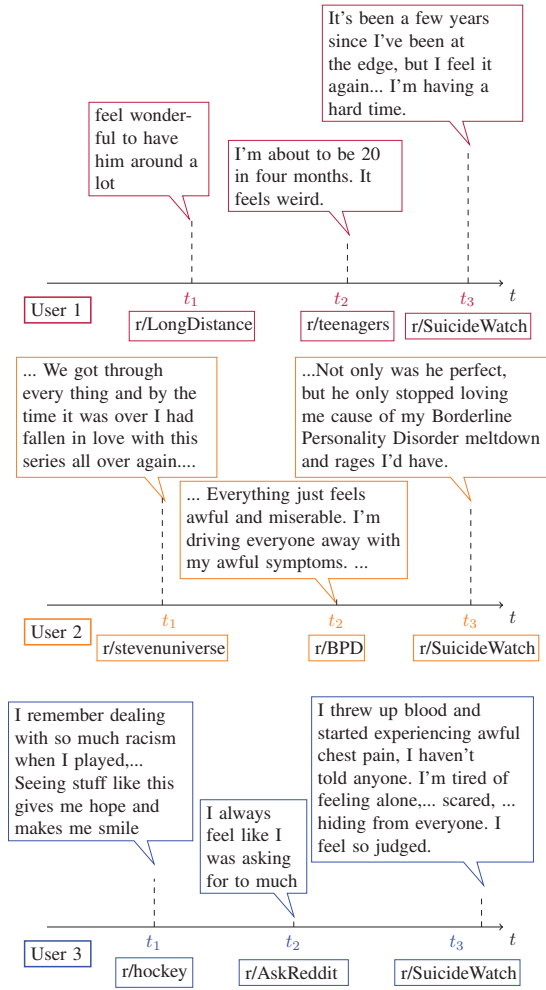 It's been a few years
since I've been at
the edge, but I feel it
again... I'm having a
hard time.
feel wonder-
ful to have
him around a
lot
I'm about to be 20
in four months. It
feels weird.
User 1
t1
t2
t3
t
r/LongDistance
r/teenagers
r/SuicideWatch
... We got through
every thing and by the
time it was over I had
fallen in love with this
series all over again....
...Not only was he perfect,
but he only stopped loving
me cause of my Borderline
Personality Disorder meltdown
and rages I'd have.
... Everything just feels
awful and miserable. I'm
driving everyone away with
my awful symptoms. ...
User 2
t1
t2
t3
t
r/stevenuniverse
r/BPD
r/SuicideWatch
I remember dealing
with so much racism
when I played,...
Seeing stuff like this
gives me hope and
makes me smile
I always
feel like I
was asking
for to much
I threw up blood and
started experiencing awful
chest pain, I haven't
told anyone. I'm tired of
feeling alone,... scared, ...
hiding from everyone. I
feel so judged.
User 3
t1
t2
t3
t
r/hockey
r/AskReddit
r/SuicideWatch